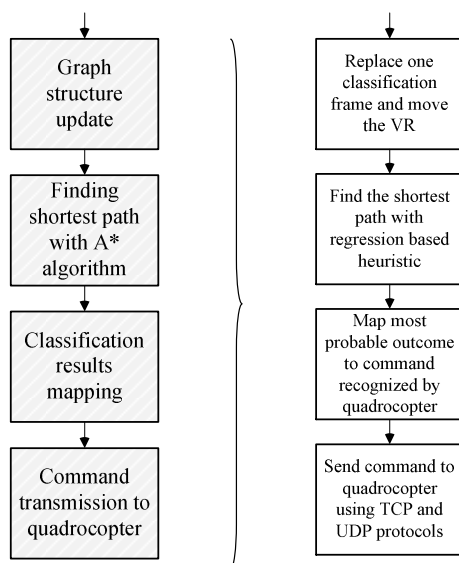 Graph
structure
update
Finding
shortest path
with A*
algorithm
Classification
results
mapping
Command
transmission to
quadrocopter
Replace one
classification
frame and move
the VR
Find the shortest
path with
regression based
heuristic
Map most
probable outcome
to command
recognized by
quadrocopter
Send command to
quadrocopter
using TCP and
UDP protocols